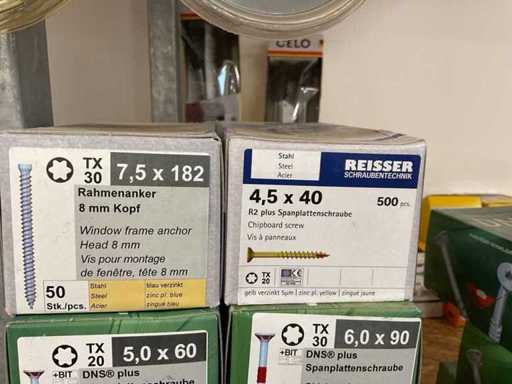 CELO
TX
30
7,5 x 182
Rahmenanker
8 mm Kopf
Window frame anchor
Head 8 mm
Vis pour montage
de fenêtre, tête 8 mm
50
Stk./pcs.
Stahl
Steel
Acier
blau verzinkt
zinc pl. blue
zingué bleu
Stahl
Steel
Acier
REISSER
SCHRAUBENTECHNIK
4,5 x 40
500 pcs.
R2 plus Spanplattenschraube
Chipboard screw
Vis à panneaux
TX
20
gelb verzinkt 5µm
zinc pl. yellow
zingué jaune
TX
20
5,0 x 60
+BIT
DNS® plus
Spanplattenschraube
TX
30
6,0 x 90
+BIT
DNS® plus
Spanplattenschraube